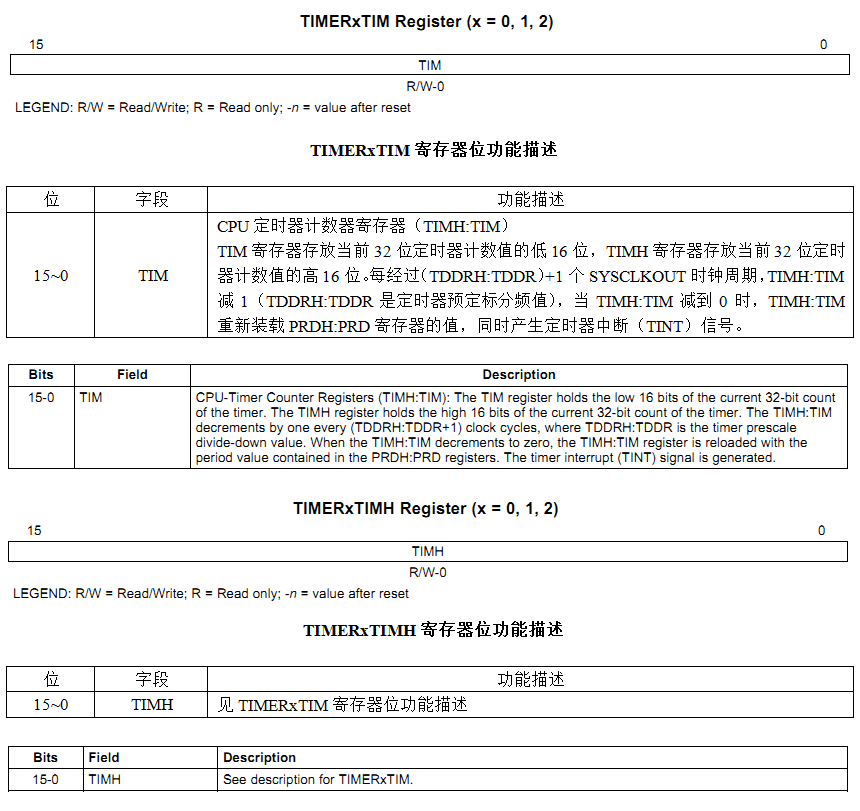 TIMERxTIM Register (x = 0, 1, 2)
15 0
TIM
R/W-0
LEGEND: R/W = Read/Write; R = Read only; -n = value after reset
TIMERxTIM 寄存器位功能描述
位 字段 功能描述
15~0 TIM CPU 定时器计数器寄存器（TIMH:TIM）
TIM 寄存器存放当前 32 位定时器计数值的低 16 位，TIMH 寄存器存放当前 32 位定时
器计数值的高 16 位。每经过（TDDRH:TDDR）+1 个 SYSCLKOUT 时钟周期，TIMH:TIM
减 1（TDDRH:TDDR 是定时器预定标分频值），当 TIMH:TIM 减到 0 时，TIMH:TIM
重新装载 PRDH:PRD 寄存器的值，同时产生定时器中断（TINT）信号。
Bits Field Description
15-0 TIM CPU-Timer Counter Registers (TIMH:TIM): The TIM register holds the low 16 bits of the current 32-bit count
of the timer. The TIMH register holds the high 16 bits of the current 32-bit count of the timer. The TIMH:TIM
decrements by one every (TDDRH:TDDR+1) clock cycles, where TDDRH:TDDR is the timer prescale
divide-down value. When the TIMH:TIM decrements to zero, the TIMH:TIM register is reloaded with the
period value contained in the PRDH:PRD registers. The timer interrupt (TINT) signal is generated.
TIMERxTIMH Register (x = 0, 1, 2)
15 0
TIMH
R/W-0
LEGEND: R/W = Read/Write; R = Read only; -n = value after reset
TIMERxTIMH 寄存器位功能描述
位 字段 功能描述
15~0 TIMH 见 TIMERxTIM 寄存器位功能描述
Bits Field Description
15-0 TIMH See description for TIMERxTIM.